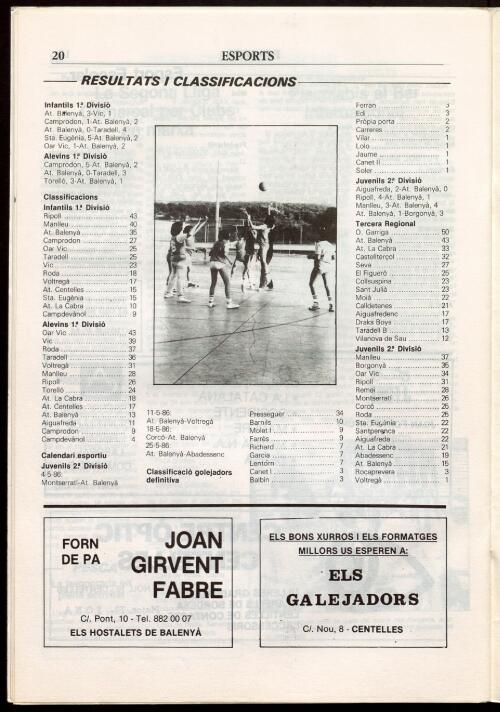 20
ESPORTS
RESULTATS I CLASSIFICACIONS
Infantils 1.ª Divisió
At. Balenyà, 3-Vic, 1
Camprodon, 1-At. Balenyà, 2
At. Balenyà, 0-Taradell, 4
Sta. Eugènia, 5-At. Balenyà, 2
Oar Vic, 1-At. Balenyà, 2
Alevins 1.ª Divisió
Camprodon, 5-At. Balenyà, 2
At. Balenyà, 0-Taradell, 3
Torelló, 3-At. Balenyà, 1
Classificacions
Infantils 1.ª Divisió
Ripoll 43
Manlleu 40
At. Balenyà 35
Camprodon 27
Oar Vic 25
Taradell 25
Vic 23
Roda 18
Voltregà 17
At. Centelles 15
Sta. Eugènia 15
At. La Cabra 10
Campdevànol 9
Alevins 1.ª Divisió
Oar Vic 43
Vic 39
Roda 37
Taradell 36
Voltregà 31
Manlleu 28
Ripoll 26
Torelló 24
At. La Cabra 18
At. Centelles 17
At. Balenyà 13
Aiguafreda 11
Camprodon 9
Campdevànol 4
Calendari esportiu
Juvenils 2.ª Divisió
4-5-86:
Montserrat/-At. Balenyà
11-5-86:
At. Balenyà-Voltregà
18-5-86:
Corcó-At. Balenyà
25-5-86:
At. Balenyà-Abadessenc
Classificació golejadors
definitiva
Presseguer 34
Barnils 10
Molet I 9
Farrés 9
Richard 7
Garcia 7
Lentórn 7
Canet I 3
Balbín 3
Ferran 3
Edi 3
Pròpia porta 2
Carreres 2
Vilar 1
Lolo 1
Jaume 1
Canet II 1
Soler 1
Juvenils 2.ª Divisió
Aiguafreda, 2-At. Balenyà, 0
Ripoll, 4-At. Balenyà, 1
Manlleu, 3-At. Balenyà, 4
At. Balenyà, 1-Borgonyà, 3
Tercera Regional
O. Garriga 50
At. Balenyà 43
At. La Cabra 33
Castellterçol 32
Seva 27
El Figueró 25
Collsuspina 23
Sant Julià 23
Moià 22
Calldetenes 21
Aiguafredenc 17
Draks Boys 17
Taradell B 13
Vilanova de Sau 12
Juvenils 2.ª Divisió
Manlleu 37
Borgonyà 35
Oar Vic 34
Ripoll 31
Remei 28
Montserrat 26
Corcó 25
Roda 25
Sta. Eugènia 22
Santperenca 22
Aiguafreda 22
At. La Cabra 21
Abadessenc 19
At. Balenyà 15
Rocaprevera 3
Voltregà 1
FORN
DE PA
JOAN
GIRVENT
FABRE
C/. Pont, 10 - Tel. 882 00 07
ELS HOSTALETS DE BALENYÀ
ELS BONS XURROS I ELS FORMATGES
MILLORS US ESPEREN A:
ELS
GALEJADORS
C/. Nou, 8 - CENTELLES